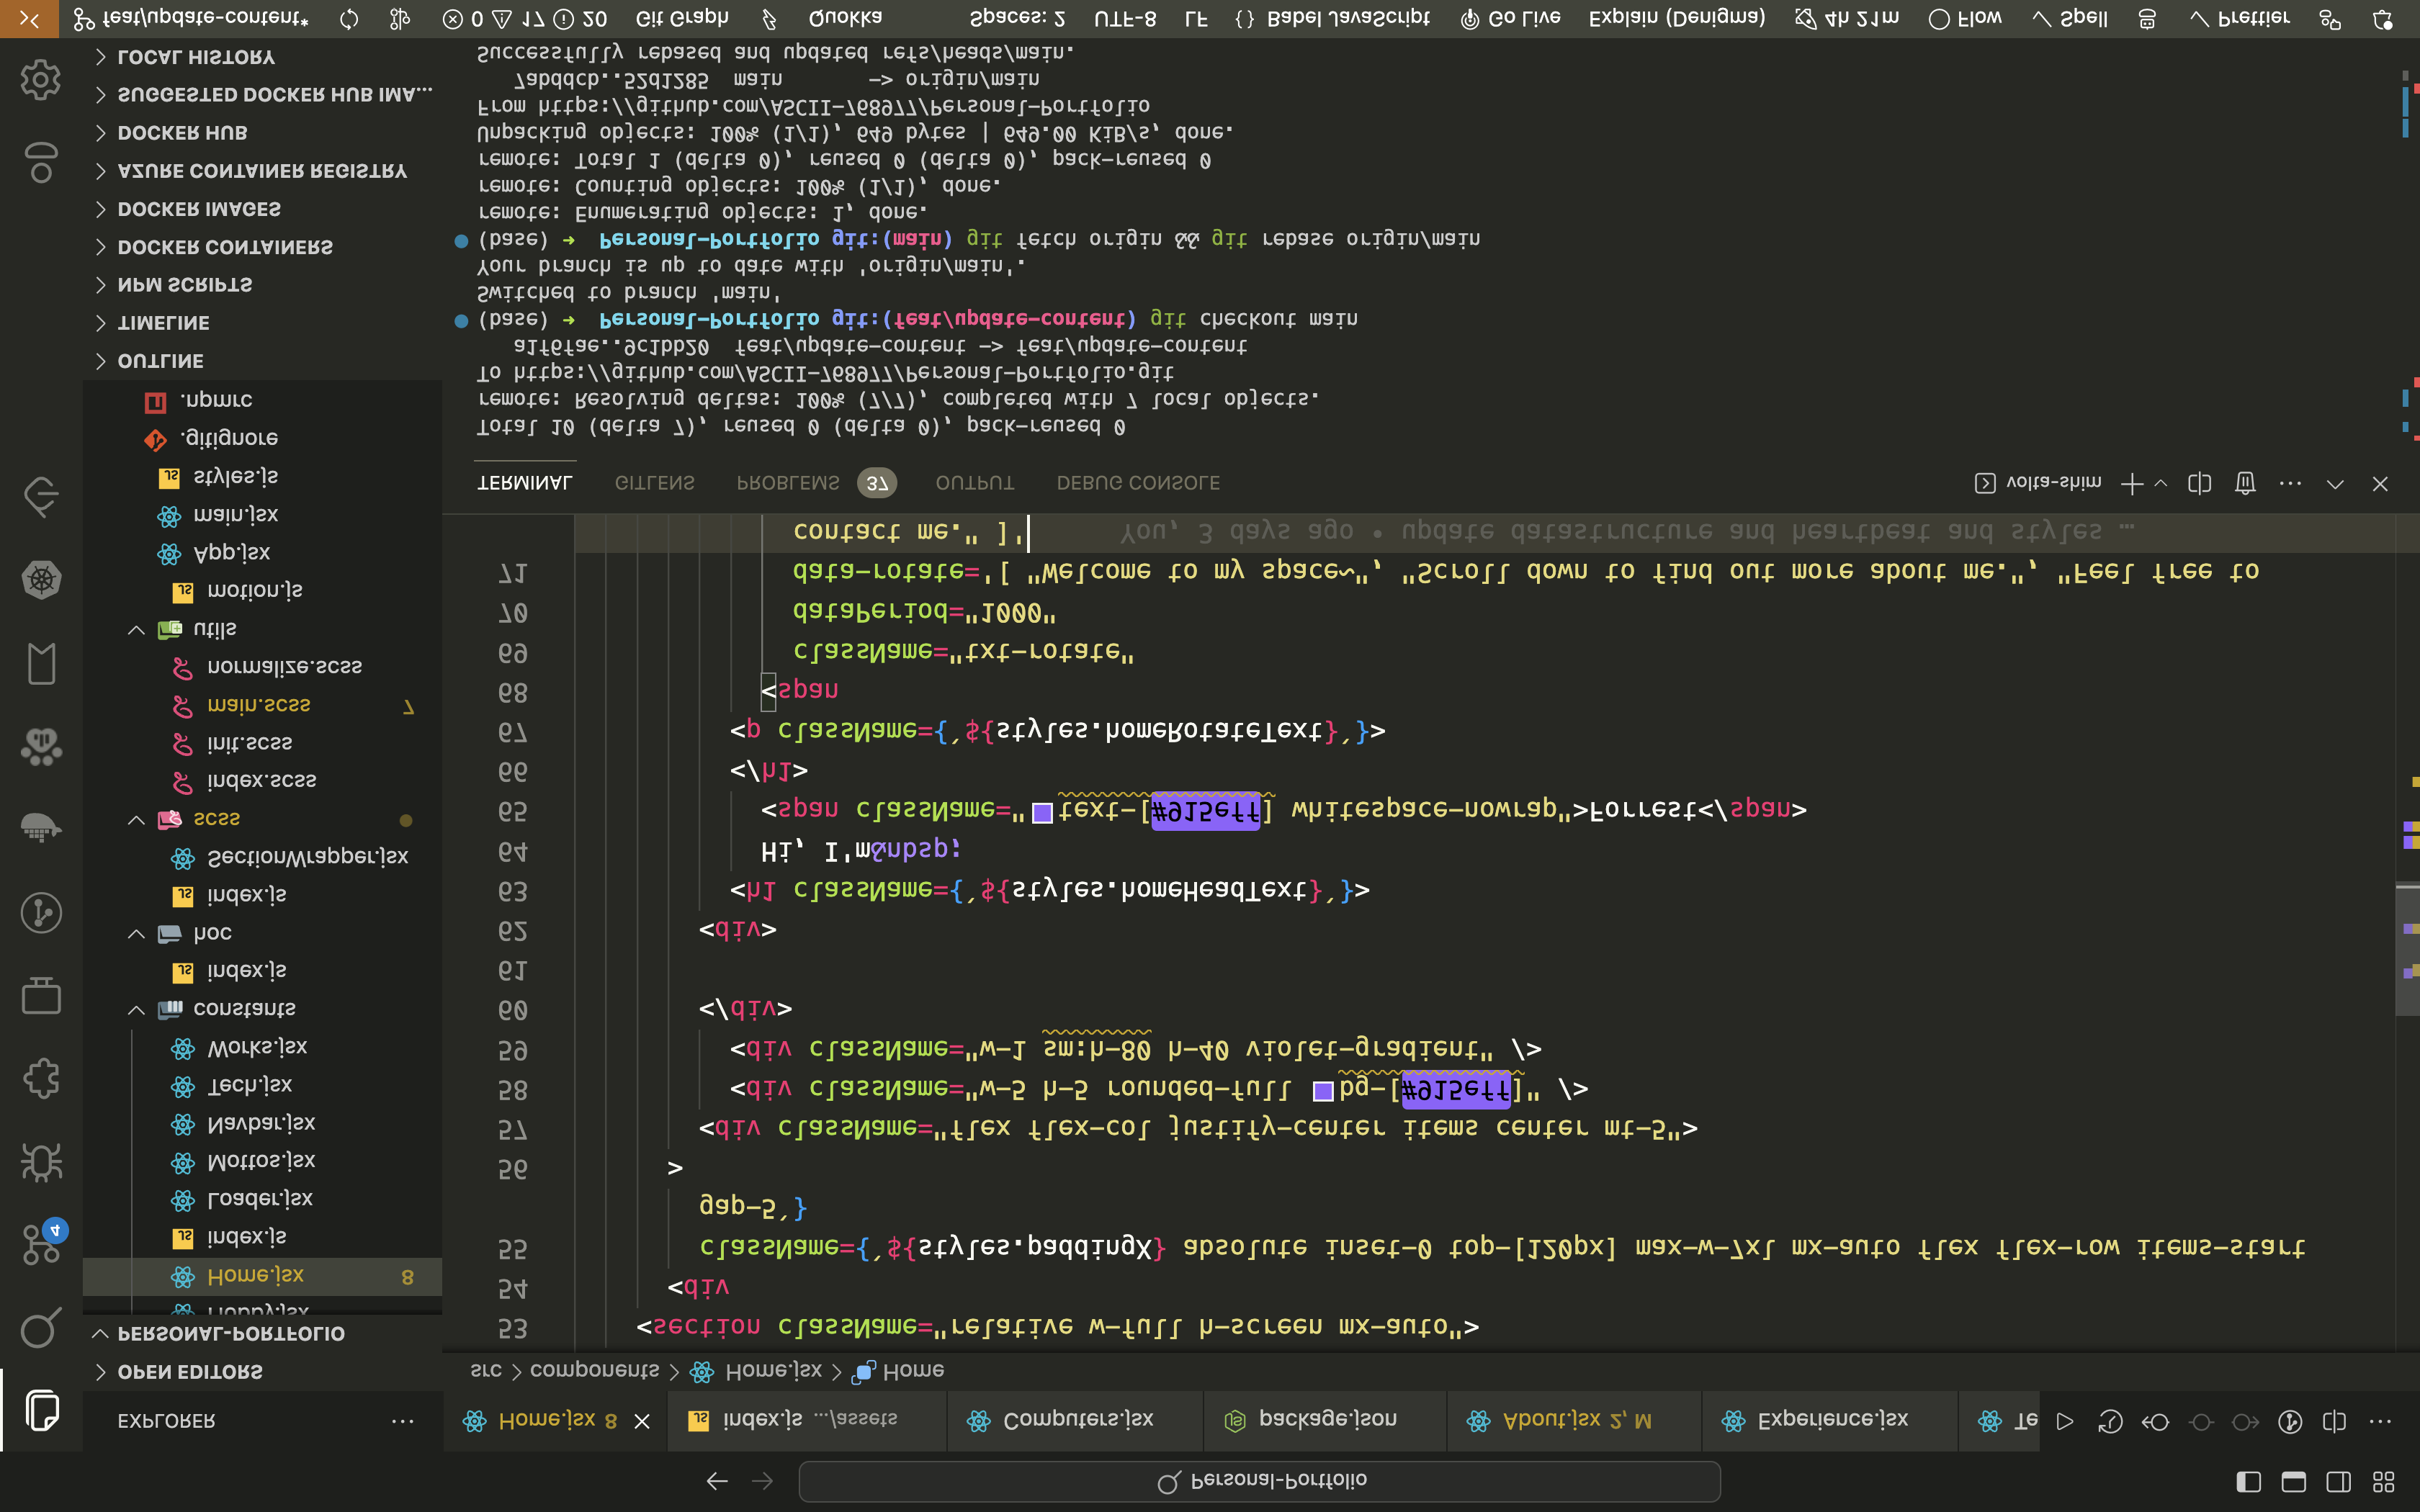 Personal-Portfolio
EXPLORER
Home.jsx 8
index.js .../assets
Computers.jsx
package.json
About.jsx 2, M
Experience.jsx
Te
OPEN EDITORS
PERSONAL-PORTFOLIO
Hobby.jsx
Home.jsx 8
index.js
Loader.jsx
Mottos.jsx
Navbar.jsx
Tech.jsx
Works.jsx
constants
index.js
hoc
index.js
SectionWrapper.jsx
scss
index.scss
init.scss
main.scss 7
normalize.scss
utils
motion.js
App.jsx
main.jsx
styles.js
.gitignore
.npmrc
OUTLINE
TIMELINE
NPM SCRIPTS
DOCKER CONTAINERS
DOCKER IMAGES
AZURE CONTAINER REGISTRY
DOCKER HUB
SUGGESTED DOCKER HUB IMA...
LOCAL HISTORY
4
src > components > Home.jsx > Home
53 <section className="relative w-full h-screen mx-auto">
54 <div
55 className={`${styles.paddingX} absolute inset-0 top-[120px] max-w-7xl mx-auto flex flex-row items-start
gap-5`}
56 >
57 <div className="flex flex-col justify-center items center mt-5">
58 <div className="w-5 h-5 rounded-full bg-[#915eff]" />
59 <div className="w-1 sm:h-80 h-40 violet-gradient" />
60 </div>
61
62 <div>
63 <h1 className={`${styles.homeHeadText}`}>
64 Hi, I'm&nbsp;
65 <span className="text-[#915eff] whitespace-nowrap">Forrest</span>
66 </h1>
67 <p className={`${styles.homeRotateText}`}>
68 <span
69 className="txt-rotate"
70 dataPeriod="1000"
71 data-rotate='[ "Welcome to my space~", "Scroll down to find out more about me.", "Feel free to
contact me." ]' You, 3 days ago • update datastructure and heartbeat and styles …
TERMINAL GITLENS PROBLEMS 37 OUTPUT DEBUG CONSOLE
volta-shim
Total 10 (delta 7), reused 0 (delta 0), pack-reused 0
remote: Resolving deltas: 100% (7/7), completed with 7 local objects.
To https://github.com/ASCII-768977/Personal-Portfolio.git
a1f6fae..9c1bb20 feat/update-content -> feat/update-content
(base) ➜ Personal-Portfolio git:(feat/update-content) git checkout main
Switched to branch 'main'
Your branch is up to date with 'origin/main'.
(base) ➜ Personal-Portfolio git:(main) git fetch origin && git rebase origin/main
remote: Enumerating objects: 1, done.
remote: Counting objects: 100% (1/1), done.
remote: Total 1 (delta 0), reused 0 (delta 0), pack-reused 0
Unpacking objects: 100% (1/1), 649 bytes | 649.00 KiB/s, done.
From https://github.com/ASCII-768977/Personal-Portfolio
7abddcb..52d1285 main -> origin/main
Successfully rebased and updated refs/heads/main.
feat/update-content* 0 17 20 Git Graph Quokka Spaces: 2 UTF-8 LF {} Babel JavaScript Go Live Explain (Denigma) 4h 21m Flow Spell Prettier